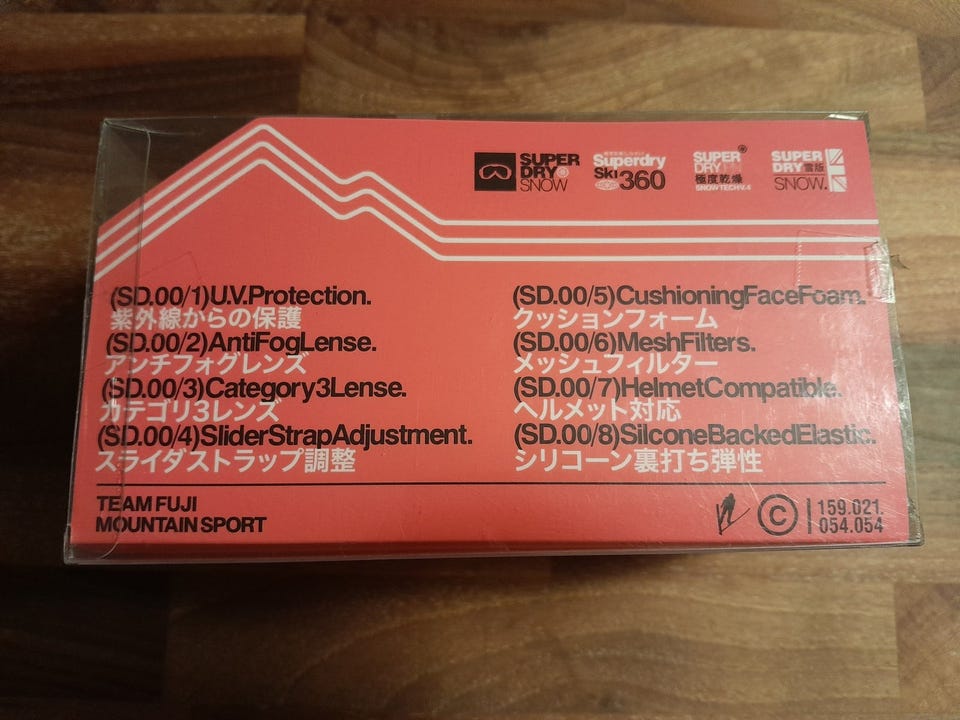 SUPER
DRY®
SNOW
Superdry
Ski 360
SUPER®
DRY
極度乾燥
SNOW TECH V.4
SUPER
DRY雪版
SNOW.
(SD.00/1)U.V.Protection.
紫外線からの保護
(SD.00/2)AntiFogLense.
アンチフォグレンズ
(SD.00/3)Category3Lense.
カテゴリ3レンズ
(SD.00/4)SliderStrapAdjustment.
スライダストラップ調整
(SD.00/5)CushioningFaceFoam.
クッションフォーム
(SD.00/6)MeshFilters.
メッシュフィルター
(SD.00/7)HelmetCompatible.
ヘルメット対応
(SD.00/8)SilconeBackedElastic.
シリコーン裏打ち弾性
TEAM FUJI
MOUNTAIN SPORT
© 159.021.
054.054